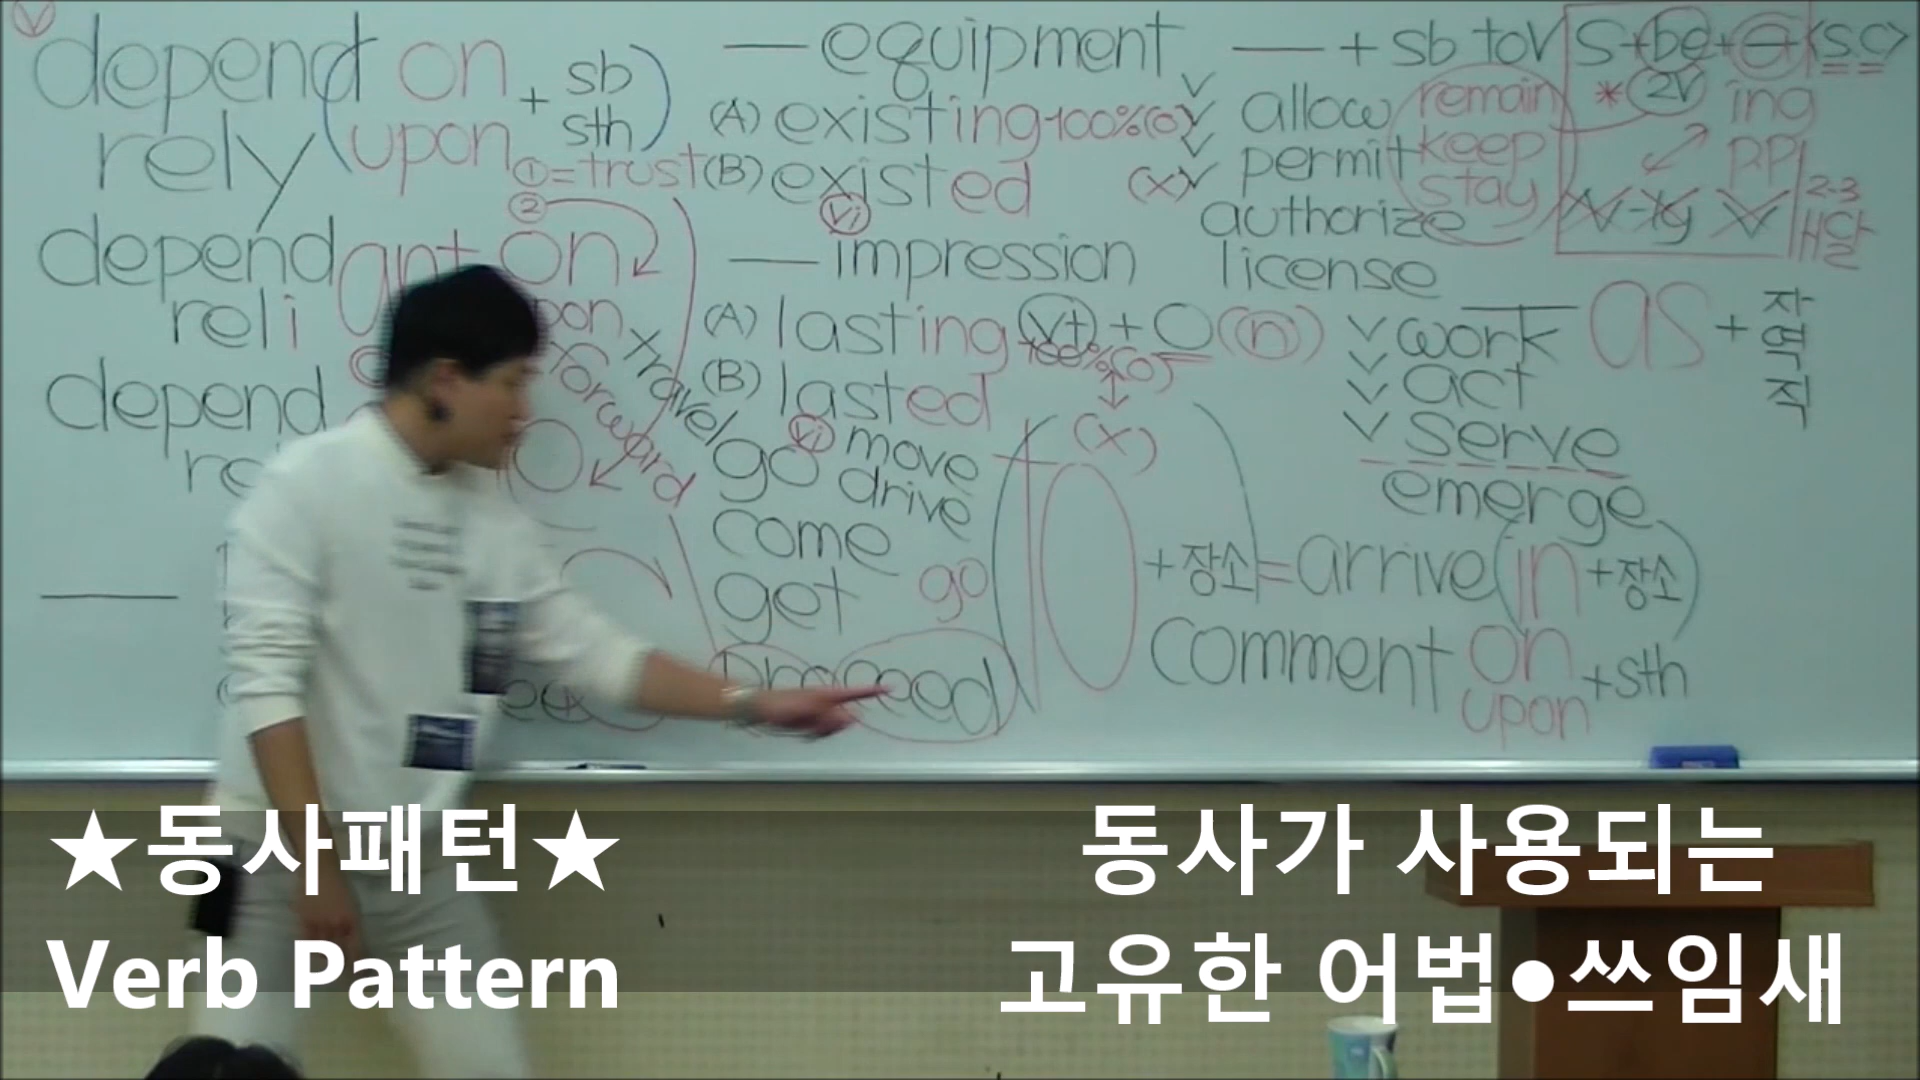 depend on + sb
rely upon sth
① = trust
②
dependant on
reli upon
depend
forward
travel
— equipment
(A) existing 100%(O)
(B) existed (X)
vi
— impression
(A) lasting vt + O (n)
100%(O)
(B) lasted
vi (X)
go move
drive
come
get go
proceed
— + sb to V
allow
permit
authorize
license
remain
keep
stay
S + be + <S.C>
* 2V ing
P.P
2-3
work as + 자역직
act
serve
emerge
+ 장소 = arrive (in + 장소)
comment on + sth
upon
★동사패턴★
Verb Pattern
동사가 사용되는
고유한 어법●쓰임새